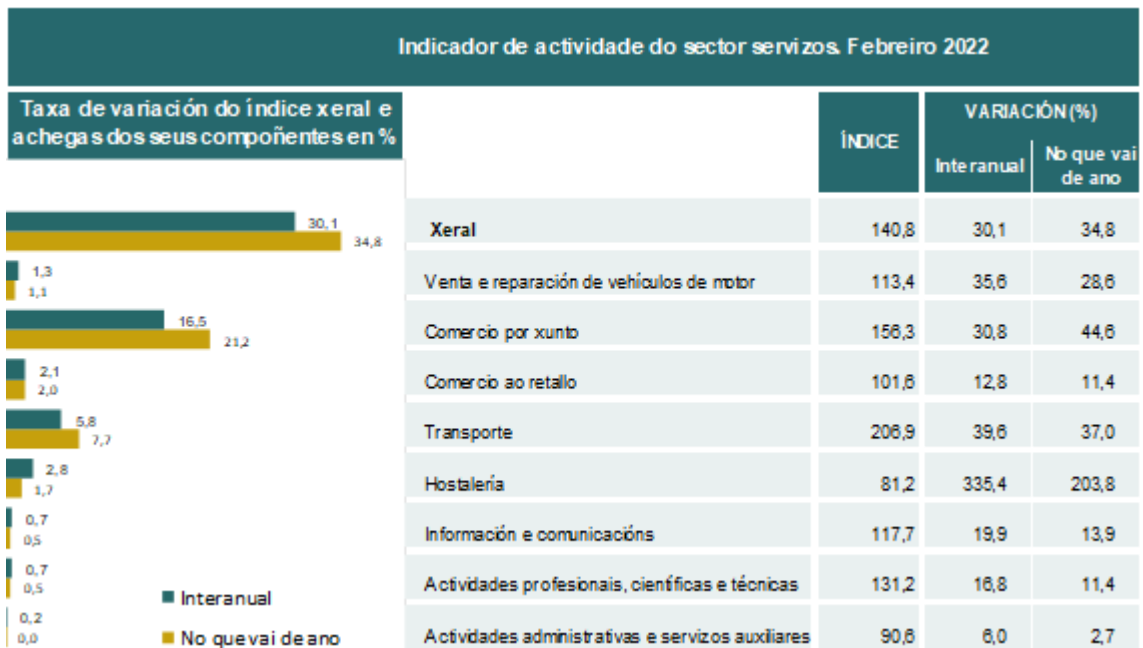 Indicador de actividade do sector servizos. Febreiro 2022
Taxa de variación do índice xeral e
achegas dos seus compoñentes en %
ÍNDICE
VARIACIÓN (%)
Interanual
No que vai
de ano
30,1
34,8
Xeral 140,8 30,1 34,8
1,3
1,1
Venta e reparación de vehículos de motor 113,4 35,6 28,6
16,5
21,2
Comercio por xunto 156,3 30,8 44,6
2,1
2,0
Comercio ao retallo 101,6 12,8 11,4
5,8
7,7
Transporte 206,9 39,6 37,0
2,8
1,7
Hostalería 81,2 335,4 203,8
0,7
0,5
Información e comunicacións 117,7 19,9 13,9
0,7
0,5
Actividades profesionais, científicas e técnicas 131,2 16,8 11,4
0,2
0,0
Actividades administrativas e servizos auxiliares 90,6 6,0 2,7
Interanual
No que vai de ano